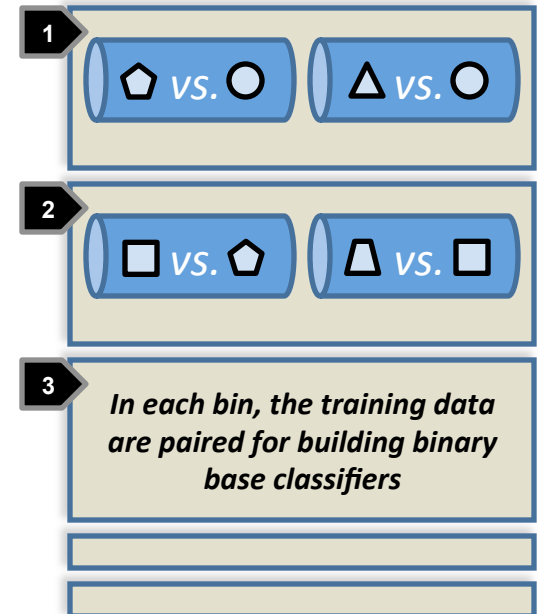 1
vs. vs.
2
vs. vs.
3
In each bin, the training data
are paired for building binary
base classifiers